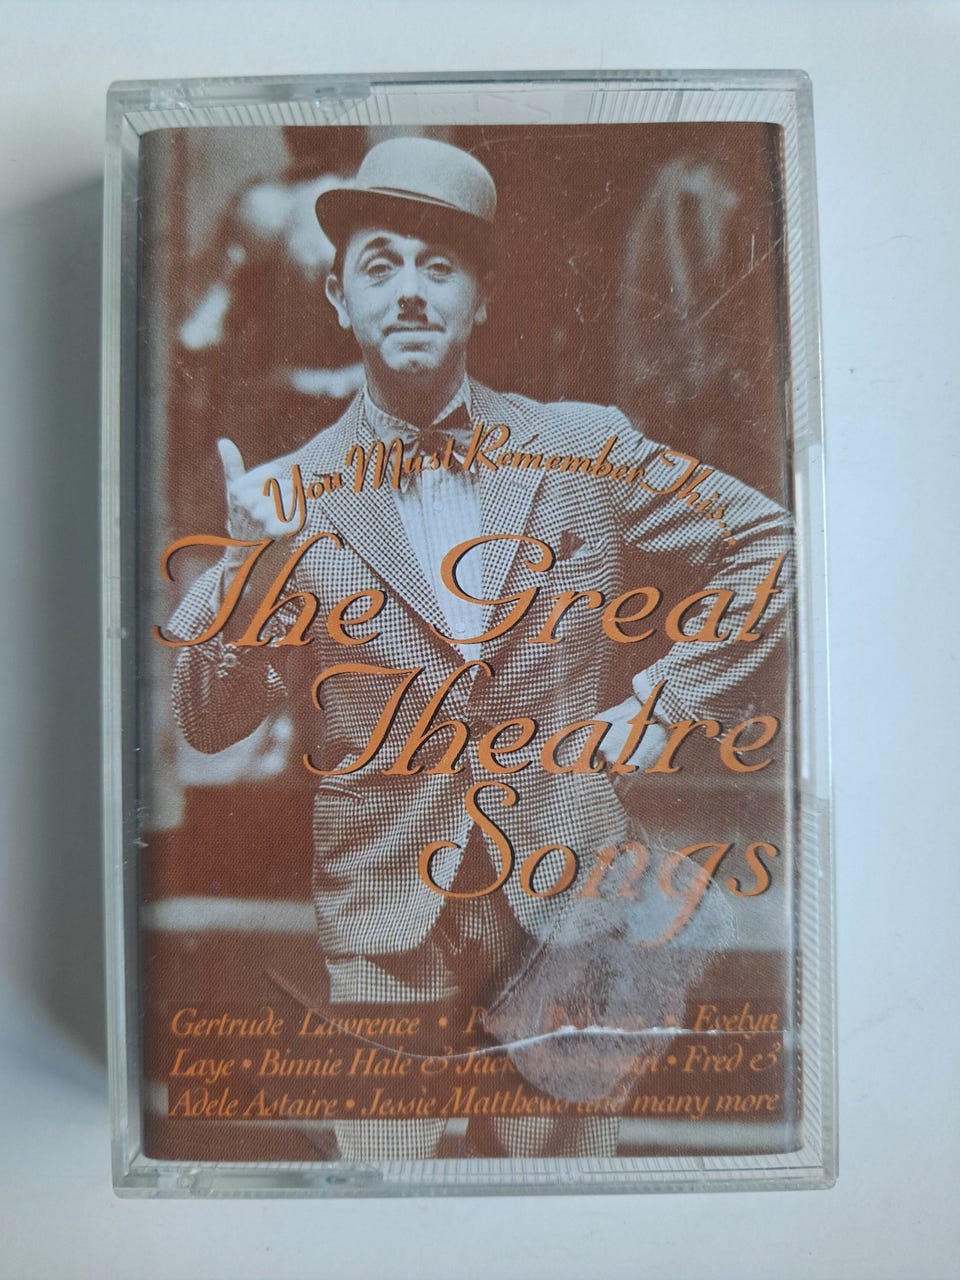 You Must Remember This...
The Great
Theatre
Songs
Gertrude Lawrence • • Evelyn
Laye • Binnie Hale & Jack • Fred &
Adele Astaire • Jessie Matthews and many more